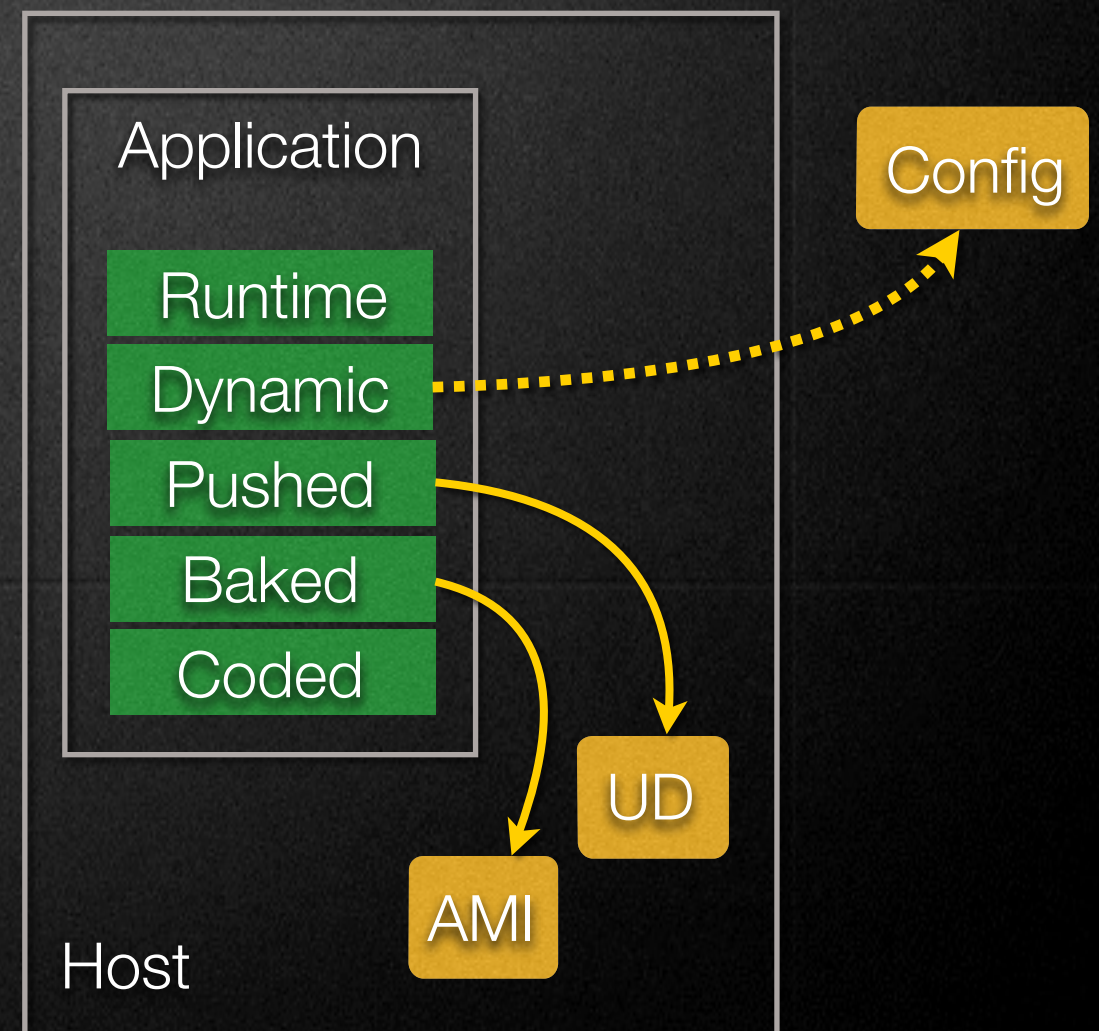 Application
Config
Runtime
Dynamic
Pushed
Baked
Coded
UD
AMI
Host